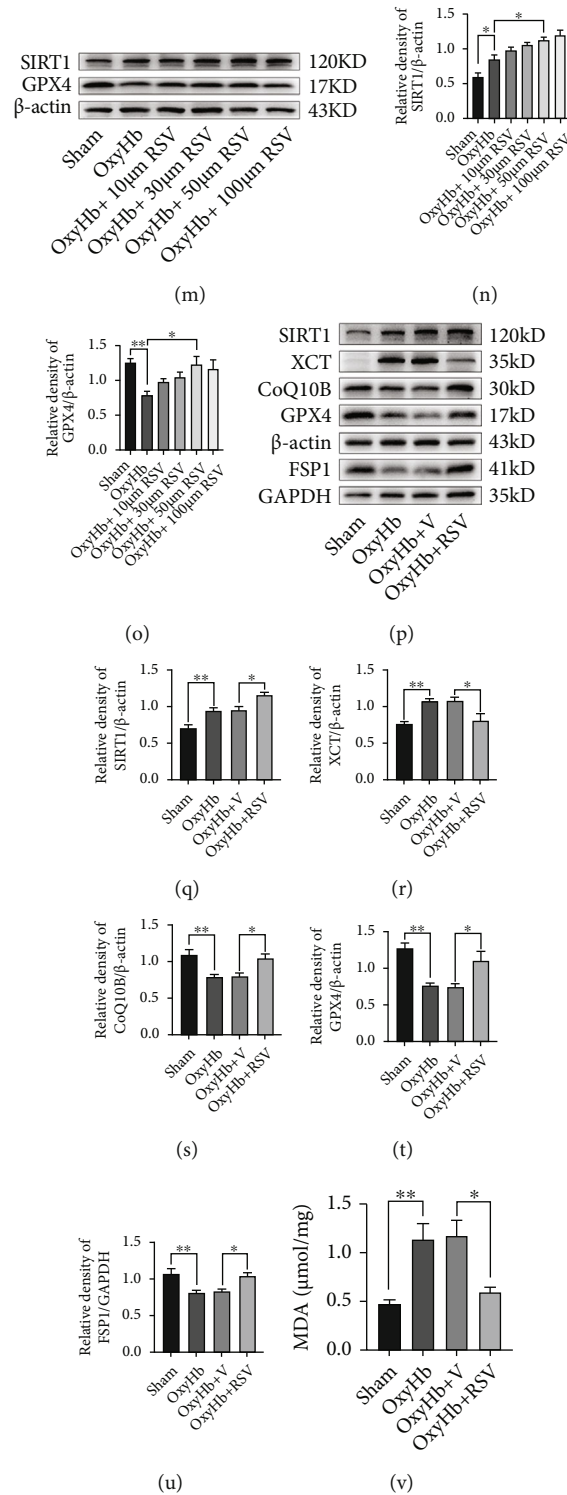 SIRT1 120KD
GPX4 17KD
β-actin 43KD
Sham
OxyHb
OxyHb+ 10μm RSV
OxyHb+ 30μm RSV
OxyHb+ 50μm RSV
OxyHb+ 100μm RSV
(m)
Relative density of
SIRT1/β-actin
1.5
1.0
0.5
0.0
*
*
Sham
OxyHb
OxyHb+ 10μm RSV
OxyHb+ 30μm RSV
OxyHb+ 50μm RSV
OxyHb+ 100μm RSV
(n)
Relative density of
GPX4/β-actin
1.5
1.0
0.5
0.0
**
*
Sham
OxyHb
OxyHb+ 10μm RSV
OxyHb+ 30μm RSV
OxyHb+ 50μm RSV
OxyHb+ 100μm RSV
(o)
SIRT1 120kD
XCT 35kD
CoQ10B 30kD
GPX4 17kD
β-actin 43kD
FSP1 41kD
GAPDH 35kD
Sham
OxyHb
OxyHb+V
OxyHb+RSV
(p)
Relative density of
SIRT1/β-actin
1.5
1.0
0.5
0.0
**
*
Sham
OxyHb
OxyHb+V
OxyHb+RSV
(q)
Relative density of
XCT/β-actin
1.5
1.0
0.5
0.0
**
*
Sham
OxyHb
OxyHb+V
OxyHb+RSV
(r)
Relative density of
CoQ10B/β-actin
1.5
1.0
0.5
0.0
**
*
Sham
OxyHb
OxyHb+V
OxyHb+RSV
(s)
Relative density of
GPX4/β-actin
1.5
1.0
0.5
0.0
**
*
Sham
OxyHb
OxyHb+V
OxyHb+RSV
(t)
Relative density of
FSP1/GAPDH
1.5
1.0
0.5
0.0
**
*
Sham
OxyHb
OxyHb+V
OxyHb+RSV
(u)
MDA (μmol/mg)
1.5
1.0
0.5
0.0
**
*
Sham
OxyHb
OxyHb+V
OxyHb+RSV
(v)